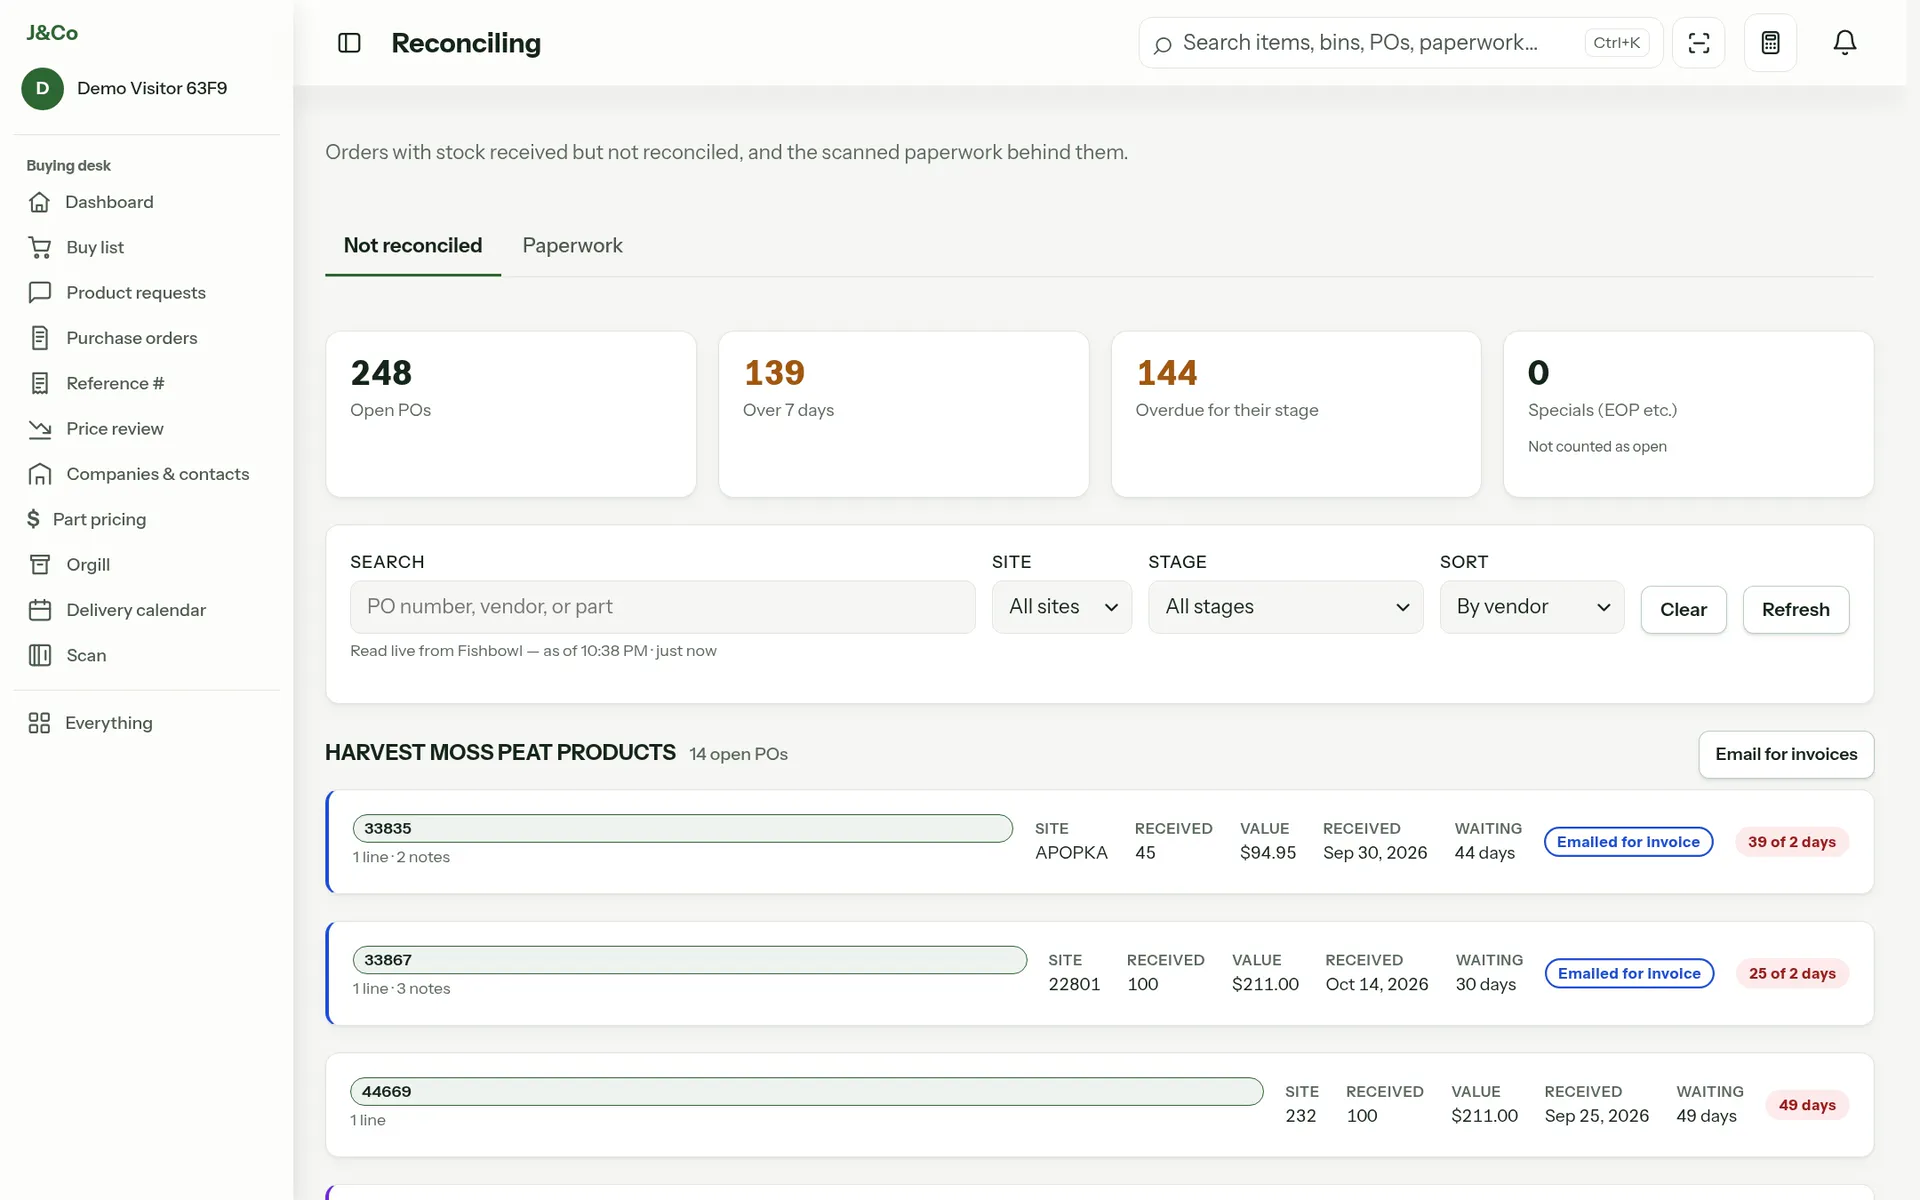 J&Co
D
Demo Visitor 63F9
Buying desk
Dashboard
Buy list
Product requests
Purchase orders
Reference #
Price review
Companies & contacts
$ Part pricing
Orgill
Delivery calendar
Scan
Everything
Reconciling
Search items, bins, POs, paperwork...
Ctrl+K
Orders with stock received but not reconciled, and the scanned paperwork behind them.
Not reconciled
Paperwork
248
Open POs
139
Over 7 days
144
Overdue for their stage
0
Specials (EOP etc.)
Not counted as open
SEARCH
PO number, vendor, or part
SITE
All sites
STAGE
All stages
SORT
By vendor
Clear
Refresh
Read live from Fishbowl — as of 10:38 PM · just now
HARVEST MOSS PEAT PRODUCTS 14 open POs
Email for invoices
33835
1 line · 2 notes
SITE
APOPKA
RECEIVED
45
VALUE
$94.95
RECEIVED
Sep 30, 2026
WAITING
44 days
Emailed for invoice
39 of 2 days
33867
1 line · 3 notes
SITE
22801
RECEIVED
100
VALUE
$211.00
RECEIVED
Oct 14, 2026
WAITING
30 days
Emailed for invoice
25 of 2 days
44669
1 line
SITE
232
RECEIVED
100
VALUE
$211.00
RECEIVED
Sep 25, 2026
WAITING
49 days
49 days